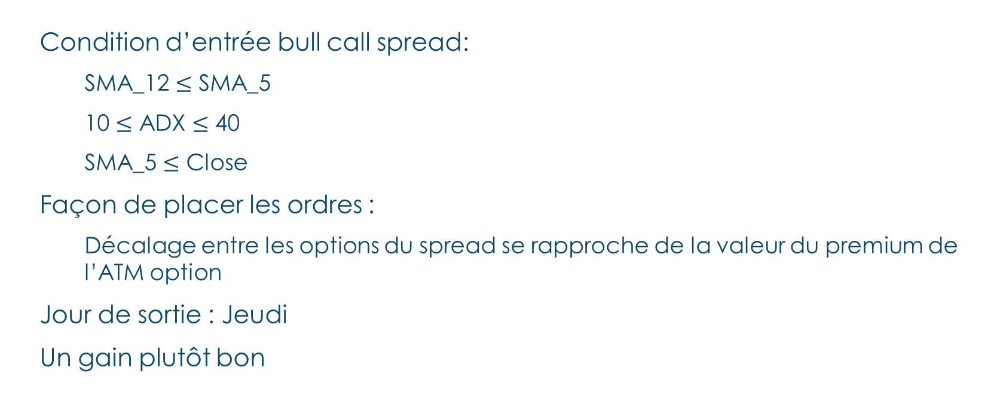 Condition d’entrée bull call spread:
SMA_12 ≤ SMA_5
10 ≤ ADX ≤ 40
SMA_5 ≤ Close
Façon de placer les ordres :
Décalage entre les options du spread se rapproche de la valeur du premium de
l’ATM option
Jour de sortie : Jeudi
Un gain plutôt bon